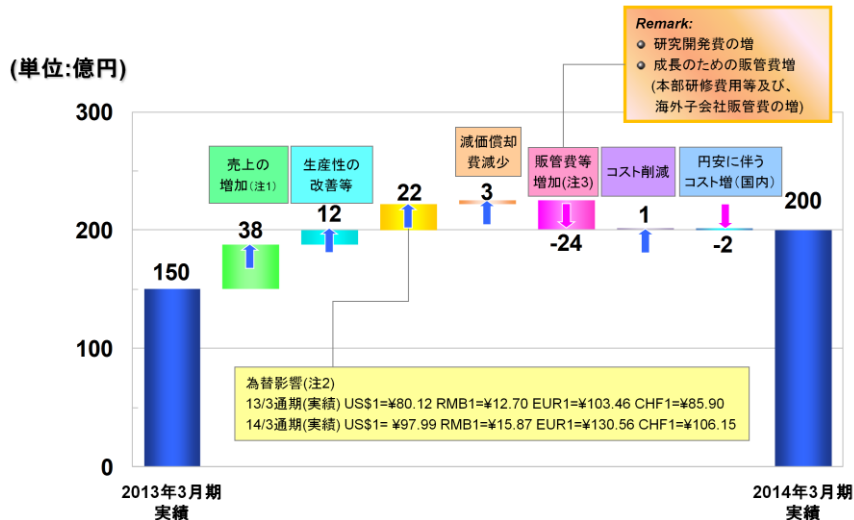 Remark:
研究開発費の増
成長のための販管費増
(本部研修費用等及び、
海外子会社販管費の増)
(単位:億円)
300
200
100
0
売上の
増加(注1)
生産性の
改善等
減価償却
費減少
販管費等
増加(注3)
コスト削減
円安に伴う
コスト増(国内)
150
38
12
22
3
-24
1
-2
200
為替影響(注2)
13/3通期(実績) US$1=¥80.12 RMB1=¥12.70 EUR1=¥103.46 CHF1=¥85.90
14/3通期(実績) US$1= ¥97.99 RMB1=¥15.87 EUR1=¥130.56 CHF1=¥106.15
2013年3月期
実績
2014年3月期
実績